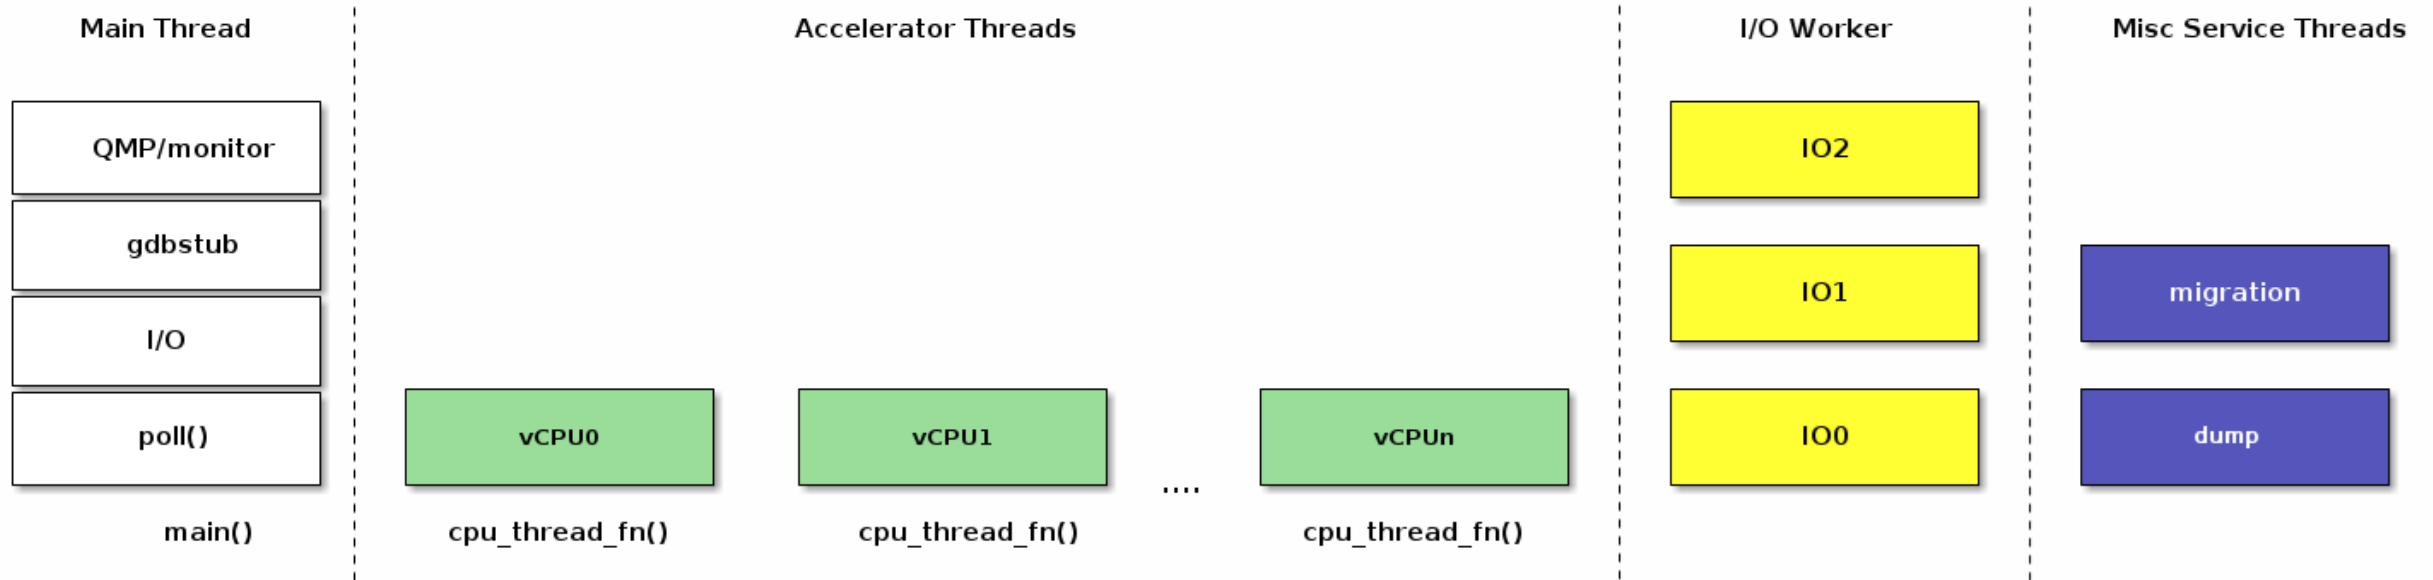 Main Thread
Accelerator Threads
I/O Worker
Misc Service Threads
QMP/monitor
gdbstub
I/O
poll()
main()
vCPU0
vCPU1
....
vCPUn
cpu_thread_fn()
cpu_thread_fn()
cpu_thread_fn()
IO2
IO1
IO0
migration
dump